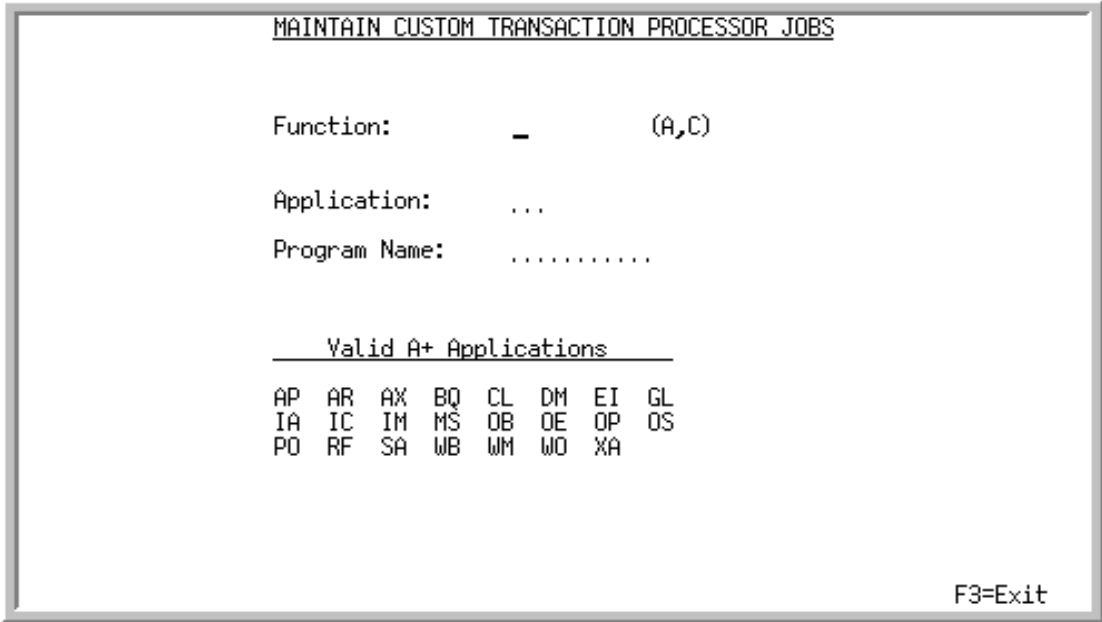 MAINTAIN CUSTOM TRANSACTION PROCESSOR JOBS
Function: _ (A,C)
Application: ...
Program Name: ...........
Valid A+ Applications
AP AR AX BQ CL DM EI GL
IA IC IM MS OB OE OP OS
PO RF SA WB WM WO XA
F3=Exit